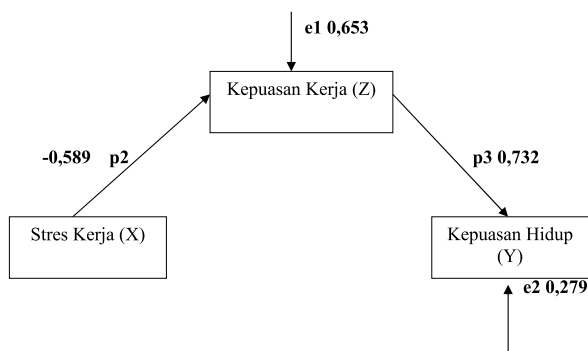 e1 0,653
Kepuasan Kerja (Z)
-0,589 p2
p3 0,732
Stres Kerja (X)
Kepuasan Hidup
(Y)
e2 0,279